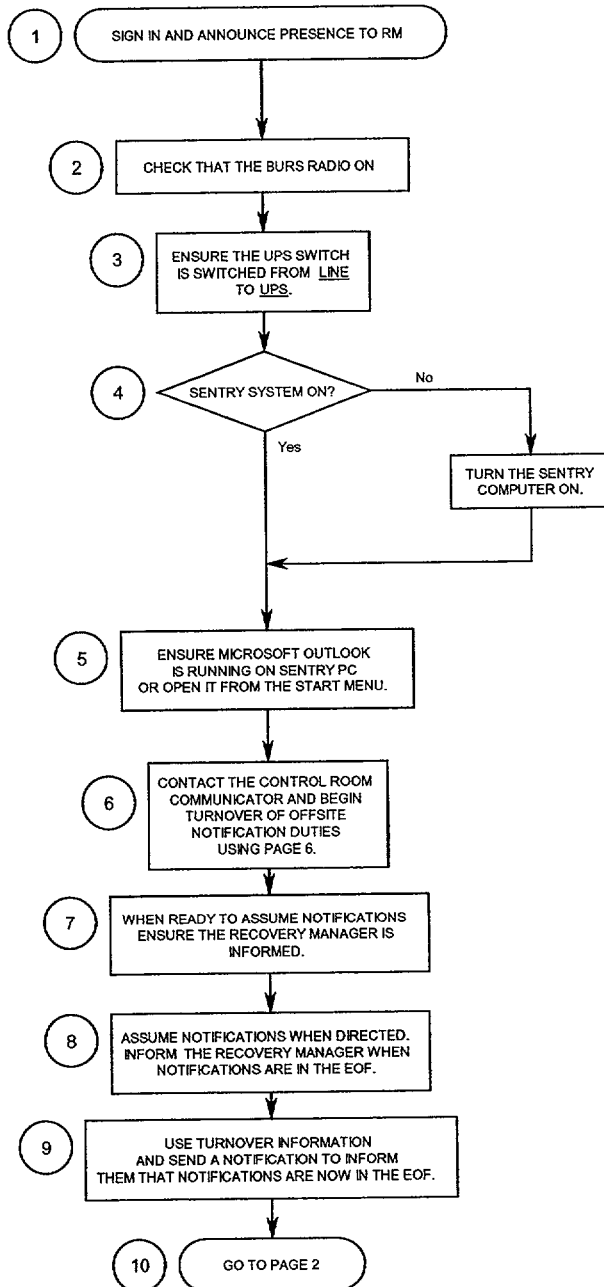 1
SIGN IN AND ANNOUNCE PRESENCE TO RM
2
CHECK THAT THE BURS RADIO ON
3
ENSURE THE UPS SWITCH
IS SWITCHED FROM LINE
TO UPS.
4
SENTRY SYSTEM ON?
No
Yes
TURN THE SENTRY
COMPUTER ON.
5
ENSURE MICROSOFT OUTLOOK
IS RUNNING ON SENTRY PC
OR OPEN IT FROM THE START MENU.
6
CONTACT THE CONTROL ROOM
COMMUNICATOR AND BEGIN
TURNOVER OF OFFSITE
NOTIFICATION DUTIES
USING PAGE 6.
7
WHEN READY TO ASSUME NOTIFICATIONS
ENSURE THE RECOVERY MANAGER IS
INFORMED.
8
ASSUME NOTIFICATIONS WHEN DIRECTED.
INFORM THE RECOVERY MANAGER WHEN
NOTIFICATIONS ARE IN THE EOF.
9
USE TURNOVER INFORMATION
AND SEND A NOTIFICATION TO INFORM
THEM THAT NOTIFICATIONS ARE NOW IN THE EOF.
10
GO TO PAGE 2